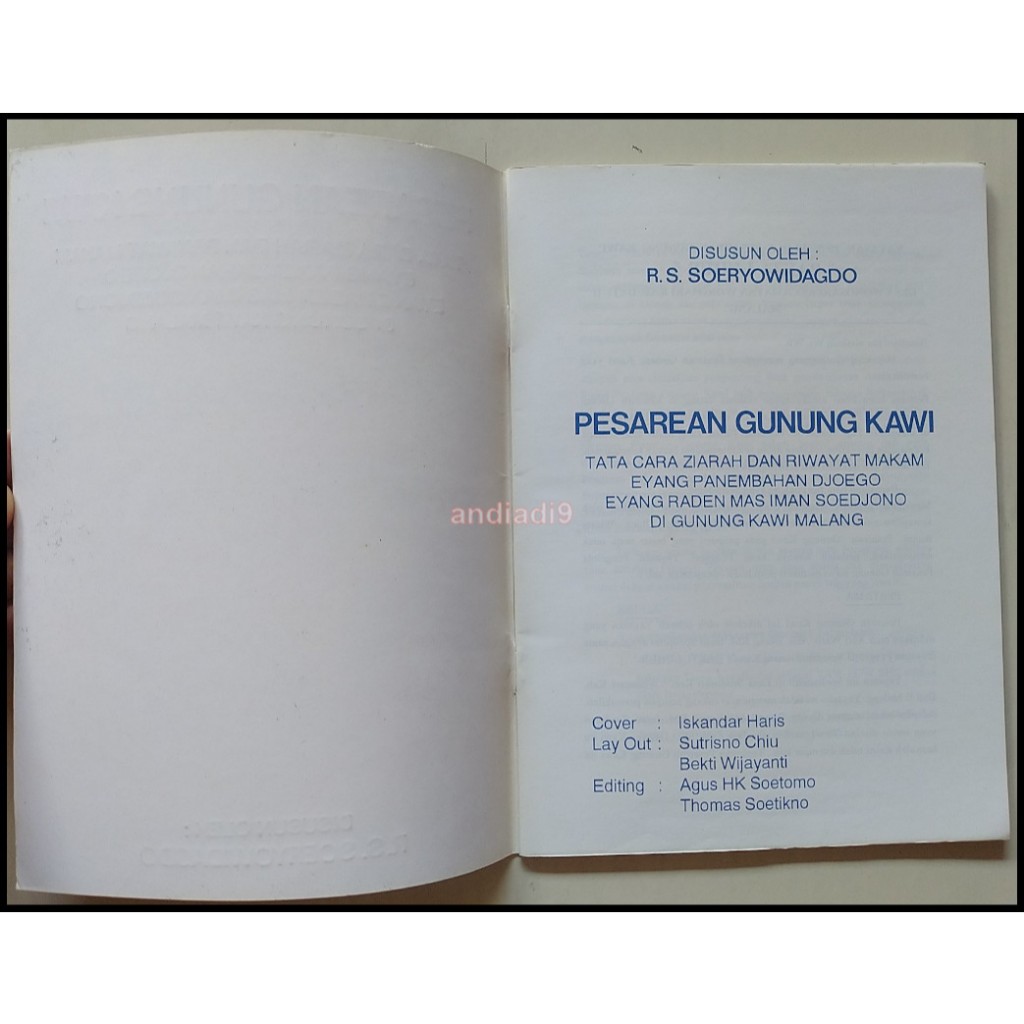 DISUSUN OLEH :
R. S. SOERYOWIDAGDO
PESAREAN GUNUNG KAWI
TATA CARA ZIARAH DAN RIWAYAT MAKAM
EYANG PANEMBAHAN DJOEGO
EYANG RADEN MAS IMAN SOEDJONO
DI GUNUNG KAWI MALANG
andiadi9
Cover : Iskandar Haris
Lay Out : Sutrisno Chiu
Bekti Wijayanti
Editing : Agus HK Soetomo
Thomas Soetikno